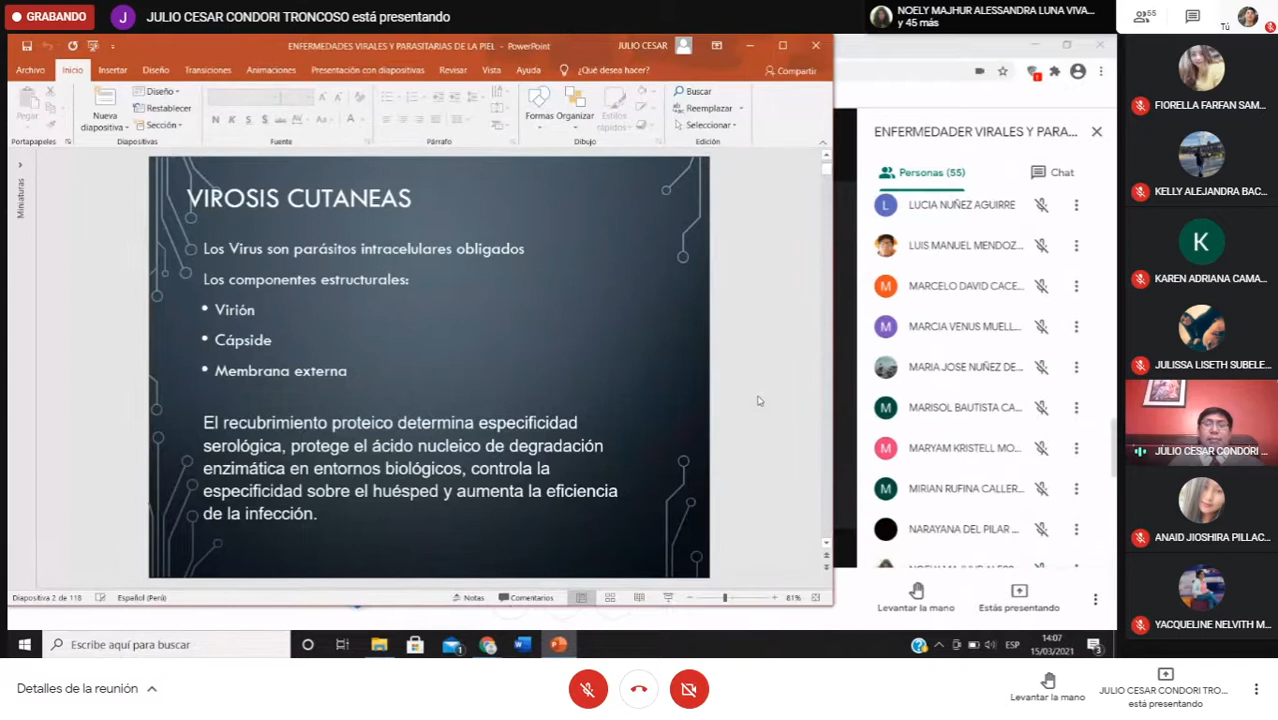 GRABANDO
J
JULIO CESAR CONDORI TRONCOSO está presentando
NOELY MAJHUR ALESSANDRA LUNA VIVA...
y 45 más
55
Tú
ENFERMEDADES VIRALES Y PARASITARIAS DE LA PIEL - PowerPoint
JULIO CESAR
Archivo Inicio Insertar Diseño Transiciones Animaciones Presentación con diapositivas Revisar Vista Ayuda ¿Qué desea hacer? Compartir
Pegar
Nueva
diapositiva
Diseño
Restablecer
Sección
N K S S
Formas Organizar Estilos
rápidos
Buscar
Reemplazar
Seleccionar
Portapapeles Diapositivas Fuente Párrafo Dibujo Edición
Miniaturas
VIROSIS CUTANEAS
Los Virus son parásitos intracelulares obligados
Los componentes estructurales:
• Virión
• Cápside
• Membrana externa
El recubrimiento proteico determina especificidad
serológica, protege el ácido nucleico de degradación
enzimática en entornos biológicos, controla la
especificidad sobre el huésped y aumenta la eficiencia
de la infección.
Diapositiva 2 de 118 Español (Perú) Notas Comentarios 81%
ENFERMEDADER VIRALES Y PARA...
Personas (55) Chat
L LUCIA NUÑEZ AGUIRRE
LUIS MANUEL MENDOZ...
M MARCELO DAVID CACE...
M MARCIA VENUS MUELL...
MARIA JOSE NUÑEZ DE...
M MARISOL BAUTISTA CA...
M MARYAM KRISTELL MO...
M MIRIAN RUFINA CALLER...
NARAYANA DEL PILAR ...
Levantar la mano Estás presentando
FIORELLA FARFAN SAM...
KELLY ALEJANDRA BAC...
K
KAREN ADRIANA CAMA...
JULISSA LISETH SUBELE...
JULIO CESAR CONDORI ...
ANAID JIOSHIRA PILLAC...
YACQUELINE NELVITH M...
Escribe aquí para buscar
ESP
14:07
15/03/2021
Detalles de la reunión
Levantar la mano
JULIO CESAR CONDORI TRO...
está presentando